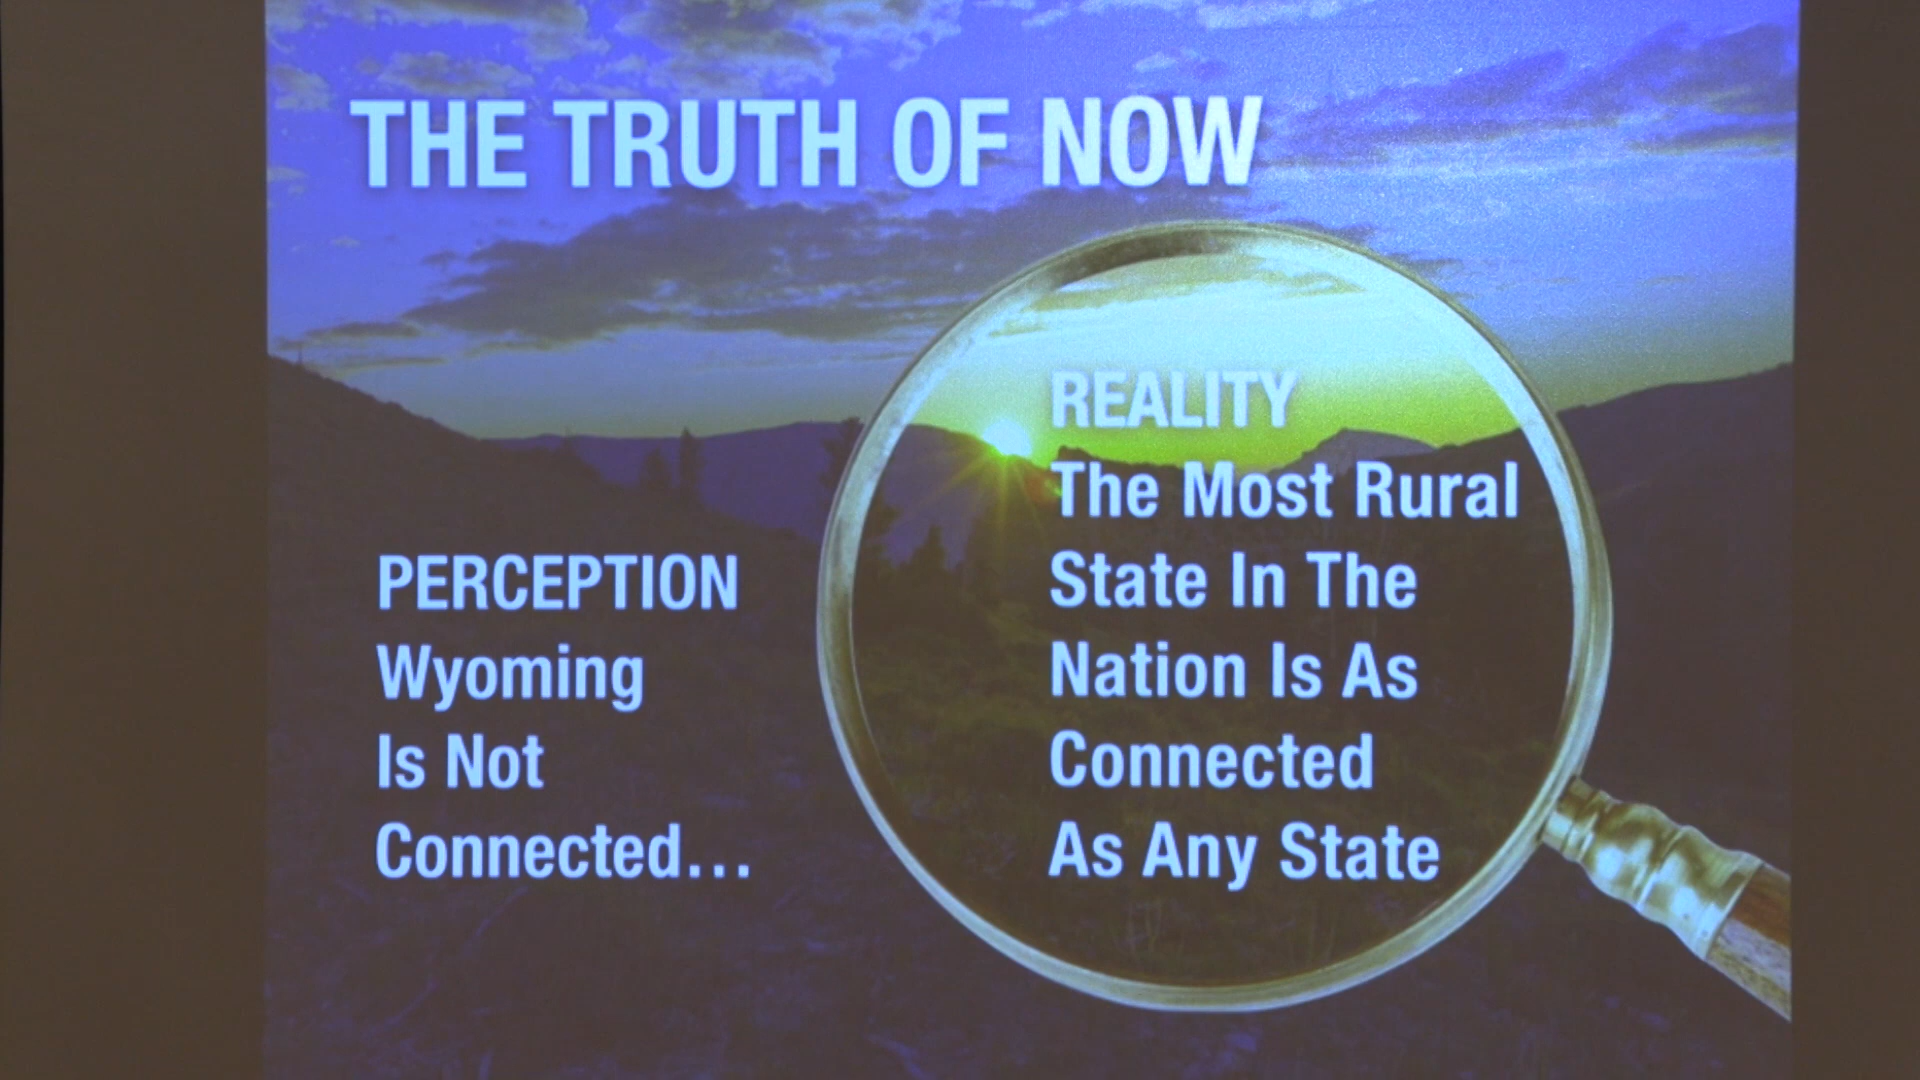 THE TRUTH OF NOW
PERCEPTION
Wyoming
Is Not
Connected...
REALITY
The Most Rural
State In The
Nation Is As
Connected
As Any State